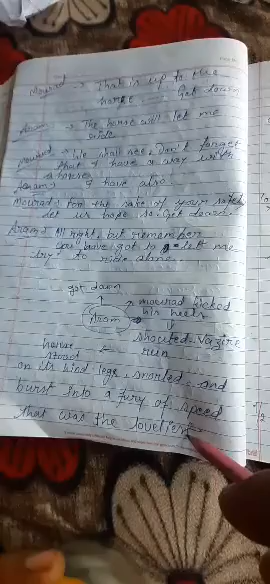 Mourad → That is up to the
horse - Get down
Aram → The horse will let me
ride
Mourad → We shall see, Don't forget
that I have a way with
a horse
I have also.
Mourad: For the sake of your safety
let us hope so. Get down.
Aram: All right, but remember
you have got to let me
try to ride alone.
got down
Aram → mourad kicked
his heels
↓
shouted. Vazire
run
horse
stood
on its hind legs, snorted, and
burst into a fury of speed
that was the loveliest